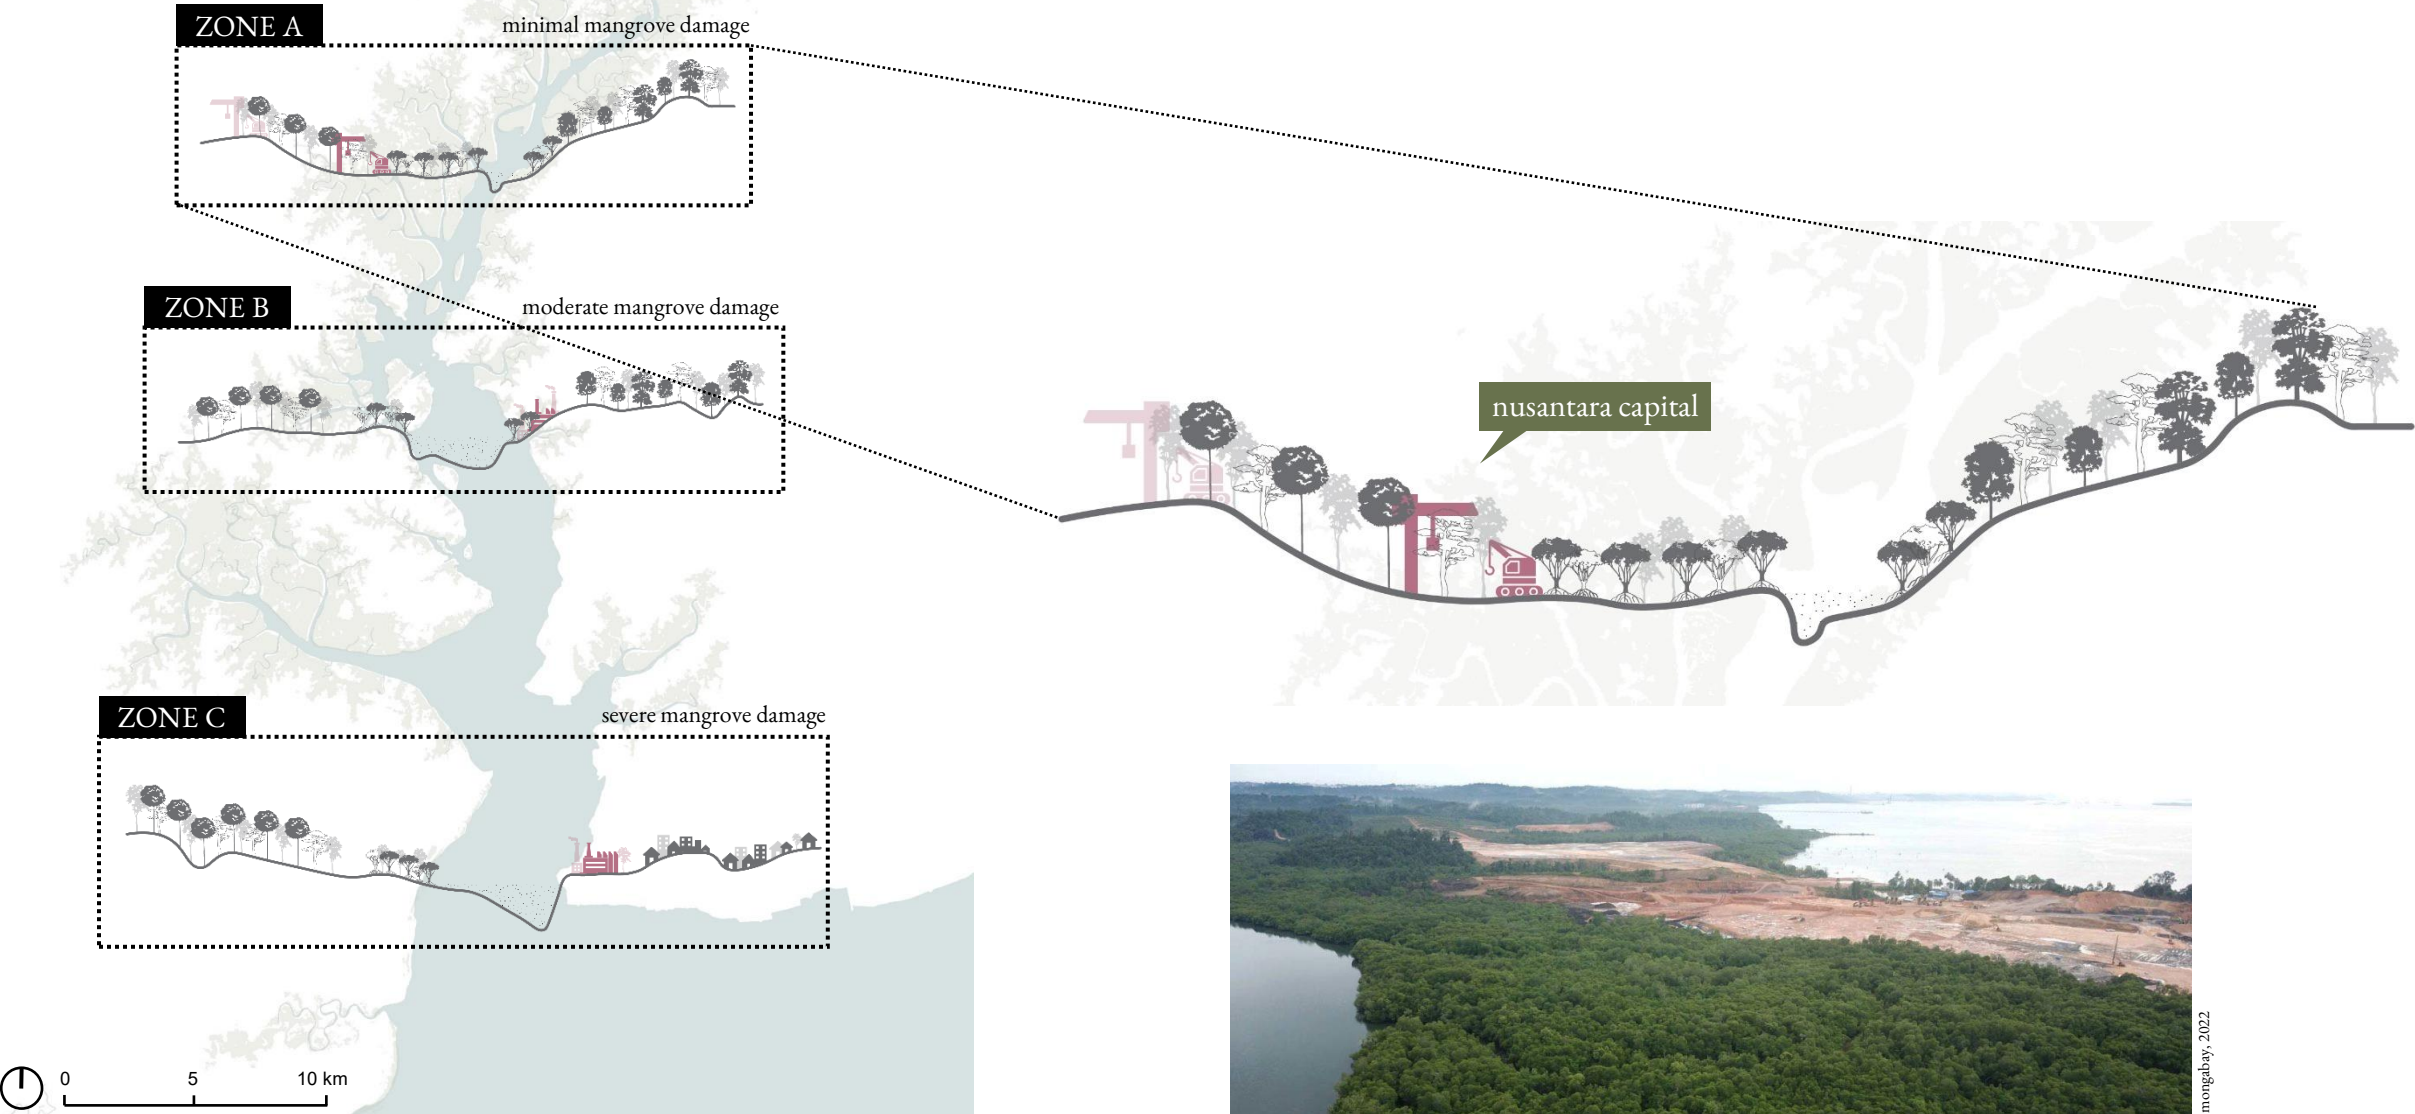 ZONE A
minimal mangrove damage
ZONE B
moderate mangrove damage
nusantara capital
ZONE C
severe mangrove damage
mongabay, 2022
0 5 10 km